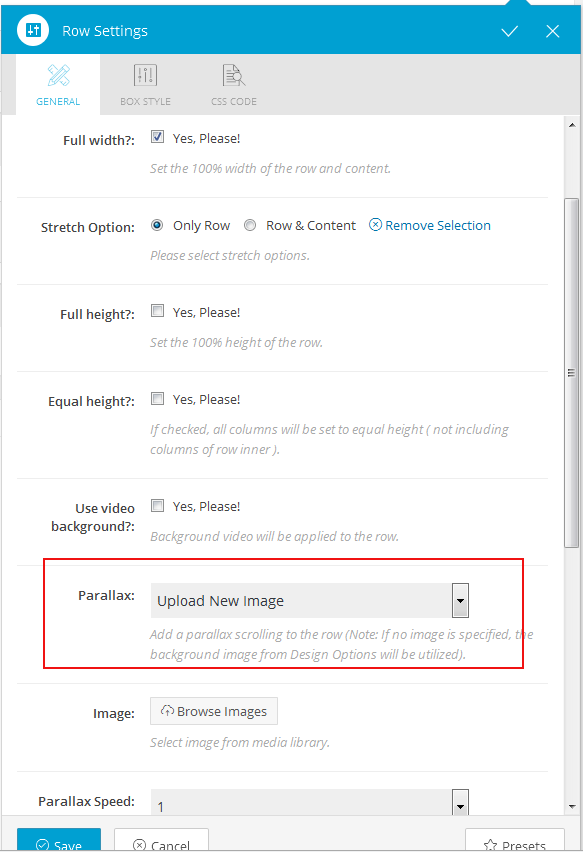 Row Settings
GENERAL
BOX STYLE
CSS CODE
Full width?:
Yes, Please!
Set the 100% width of the row and content.
Stretch Option:
Only Row
Row & Content
Remove Selection
Please select stretch options.
Full height?:
Yes, Please!
Set the 100% height of the row.
Equal height?:
Yes, Please!
If checked, all columns will be set to equal height ( not including
columns of row inner ).
Use video
background?:
Yes, Please!
Background video will be applied to the row.
Parallax:
Upload New Image
Add a parallax scrolling to the row (Note: If no image is specified, the
background image from Design Options will be utilized).
Image:
Browse Images
Select image from media library.
Parallax Speed:
1
Save
Cancel
Presets